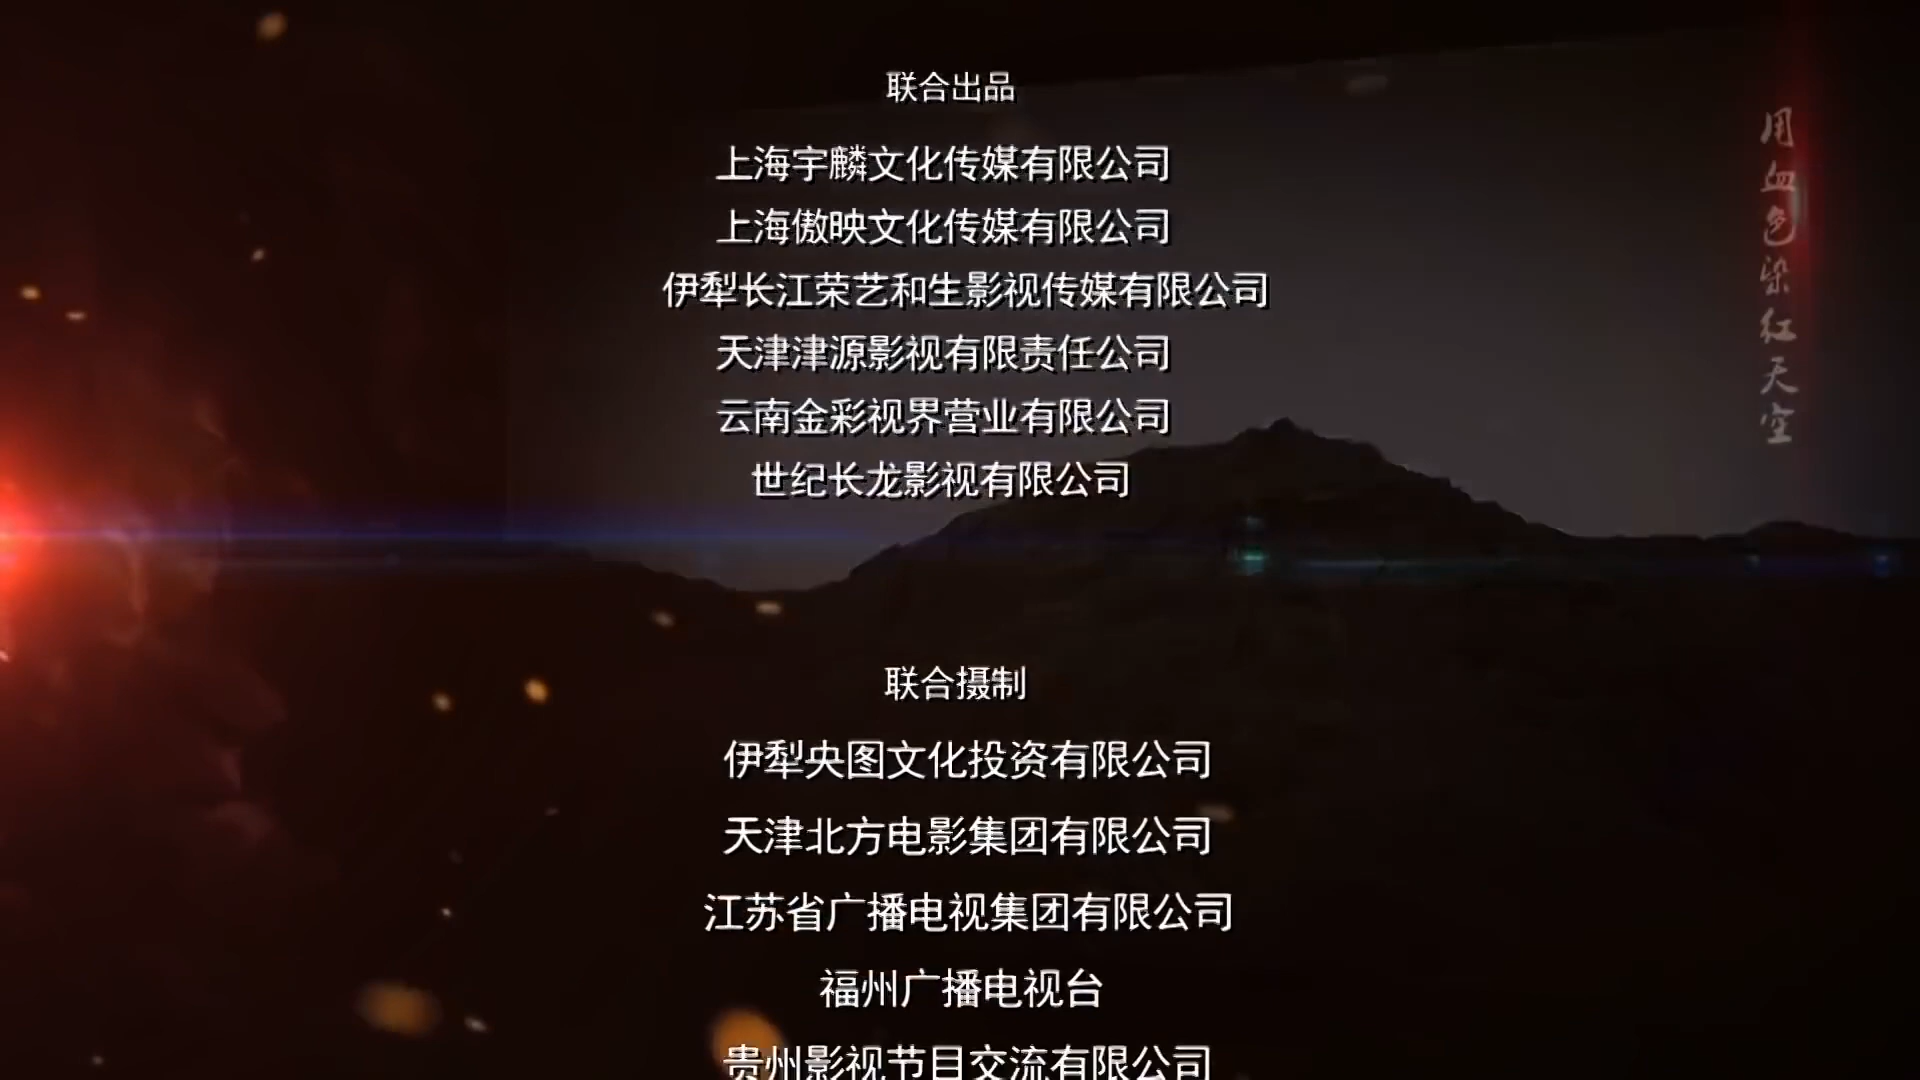 联合出品
上海宇麟文化传媒有限公司
上海傲映文化传媒有限公司
伊犁长江荣艺和生影视传媒有限公司
天津津源影视有限责任公司
云南金彩视界营业有限公司
世纪长龙影视有限公司
联合摄制
伊犁央图文化投资有限公司
天津北方电影集团有限公司
江苏省广播电视集团有限公司
福州广播电视台
贵州影视节目交流有限公司
用血色染红天空